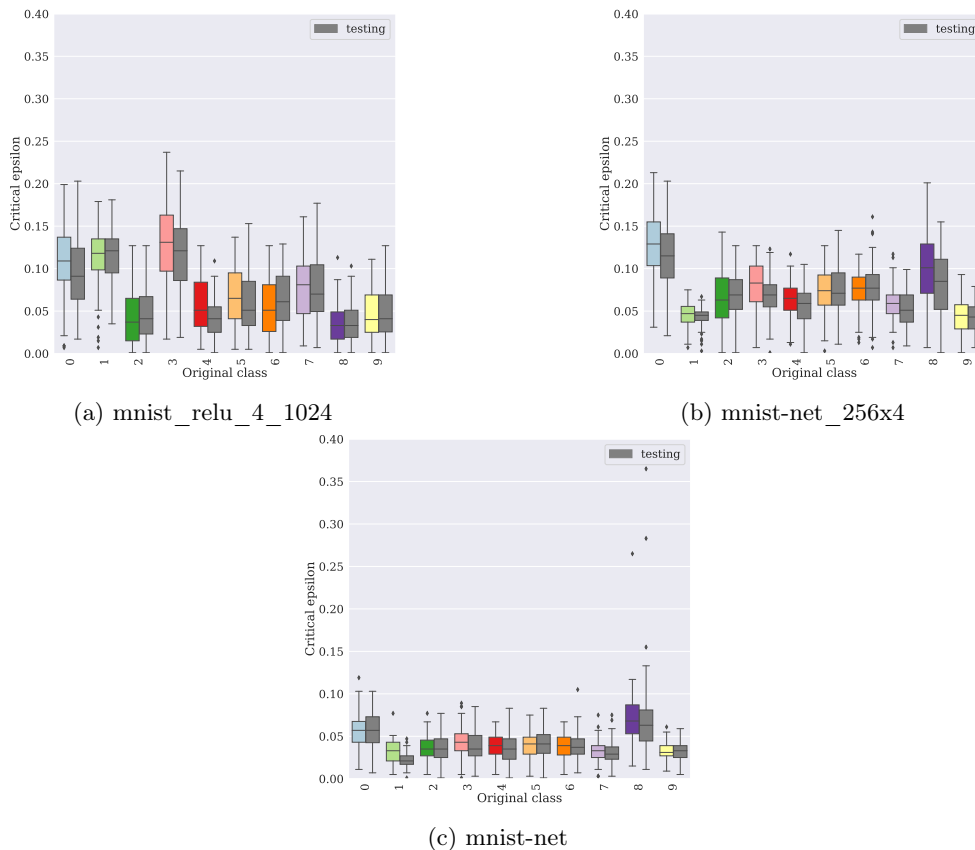 0.40
testing
0.35
0.30
0.25
0.20
0.15
0.10
0.05
0.00
Critical epsilon
0 1 2 3 4 5 6 7 8 9
Original class
(a) mnist_relu_4_1024
0.40
testing
0.35
0.30
0.25
0.20
0.15
0.10
0.05
0.00
Critical epsilon
0 1 2 3 4 5 6 7 8 9
Original class
(b) mnist-net_256x4
0.40
testing
0.35
0.30
0.25
0.20
0.15
0.10
0.05
0.00
Critical epsilon
0 1 2 3 4 5 6 7 8 9
Original class
(c) mnist-net